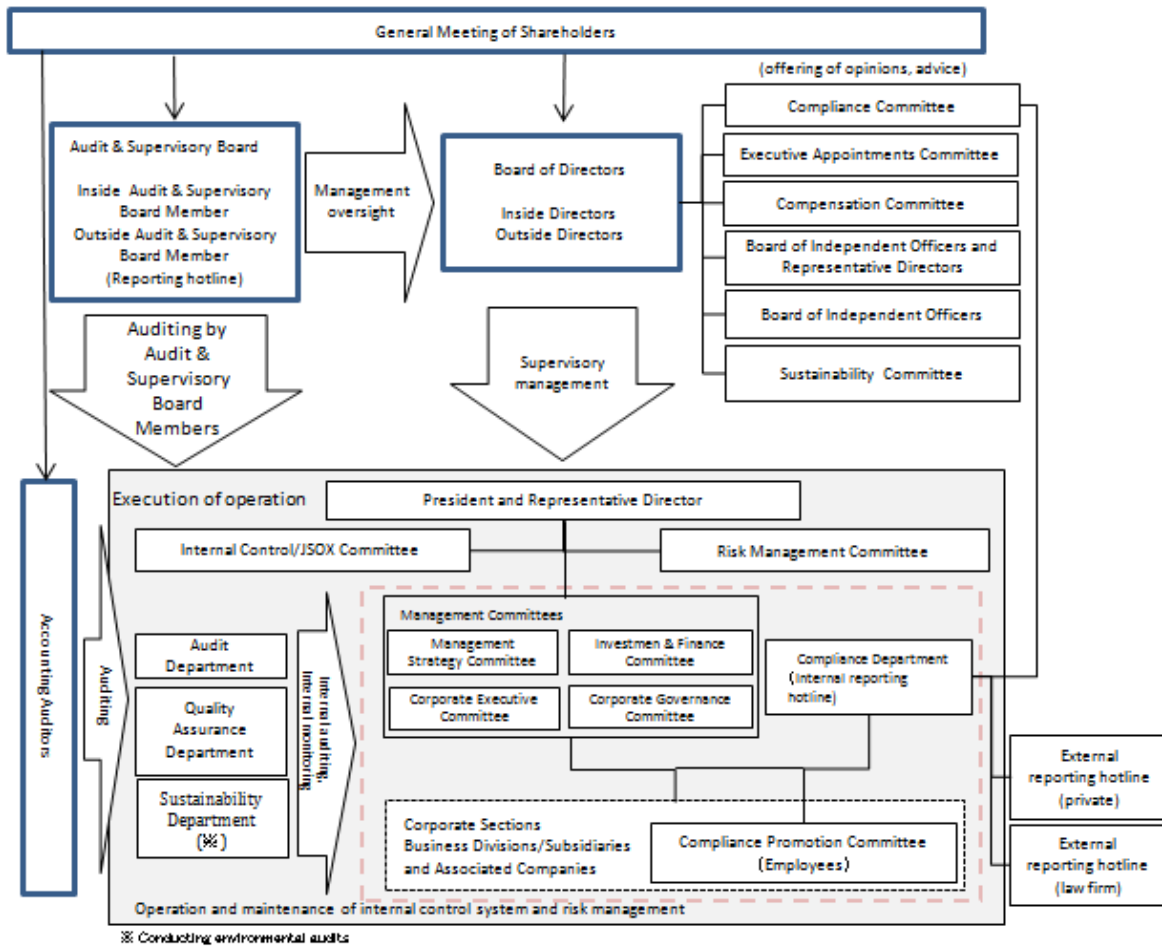 General Meeting of Shareholders
(offering of opinions, advice)
Compliance Committee
Executive Appointments Committee
Compensation Committee
Board of Independent Officers and
Representative Directors
Board of Independent Officers
Sustainability Committee
Audit & Supervisory Board
Inside Audit & Supervisory
Board Member
Outside Audit & Supervisory
Board Member
(Reporting hotline)
Management
oversight
Board of Directors
Inside Directors
Outside Directors
Auditing by
Audit &
Supervisory
Board
Members
Supervisory
management
Accounting Auditors
Auditing
Execution of operation
President and Representative Director
Internal Control/JSOX Committee
Risk Management Committee
Audit
Department
Quality
Assurance
Department
Sustainability
Department
(※)
Internal auditing,
Internal monitoring
Management Committees
Management
Strategy Committee
Investmen & Finance
Committee
Corporate Executive
Committee
Corporate Governance
Committee
Compliance Department
(Internal reporting
hotline)
Corporate Sections
Business Divisions/Subsidiaries
and Associated Companies
Compliance Promotion Committee
(Employees)
External
reporting hotline
(private)
External
reporting hotline
(law firm)
Operation and maintenance of internal control system and risk management
※ Conducting environmental audits